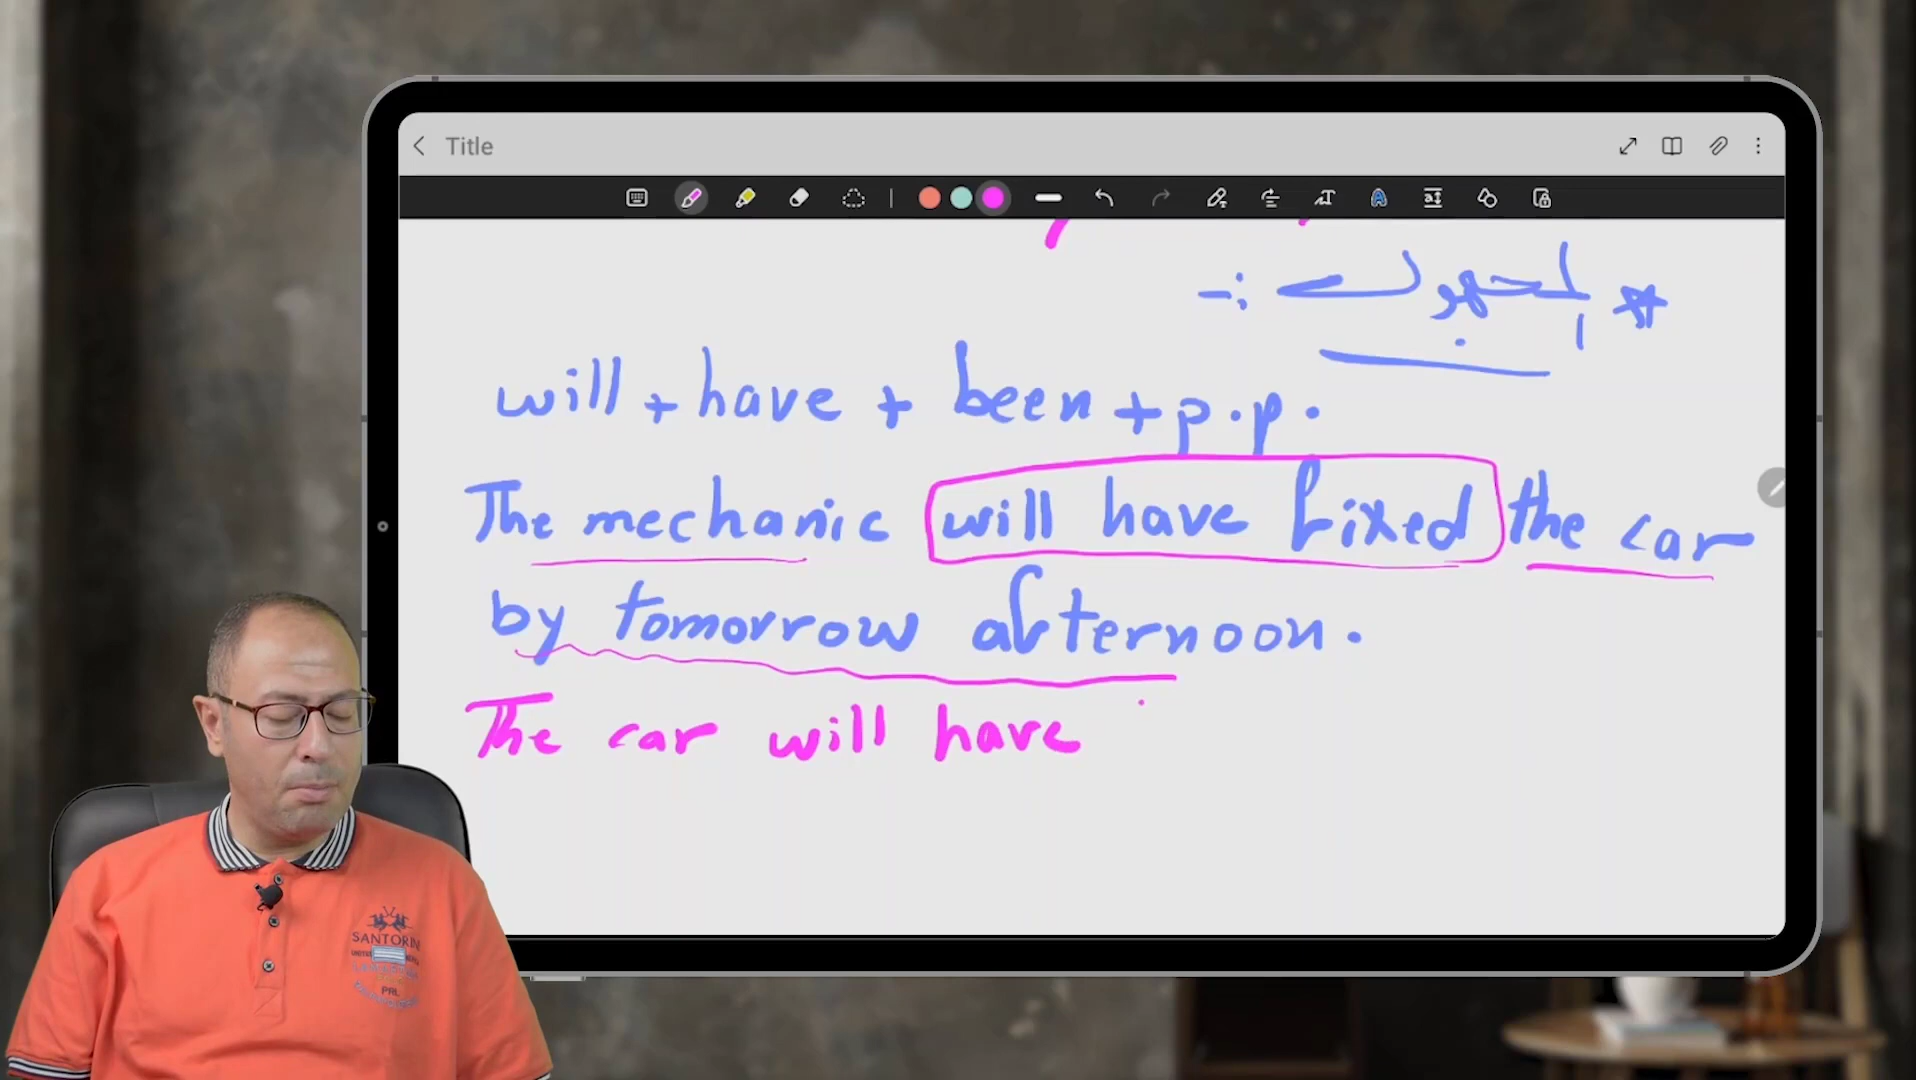 Title
* المجهول :-
will + have + been + p.p.
The mechanic will have fixed the car
by tomorrow afternoon.
The car will have
SANTORINI